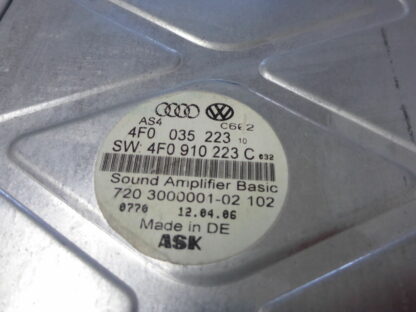 AS4 C6E2
4F0 035 223 10
SW: 4F0 910 223 C 032
Sound Amplifier Basic
720 3000001-02 102
0770 12.04.06
Made in DE
ASK